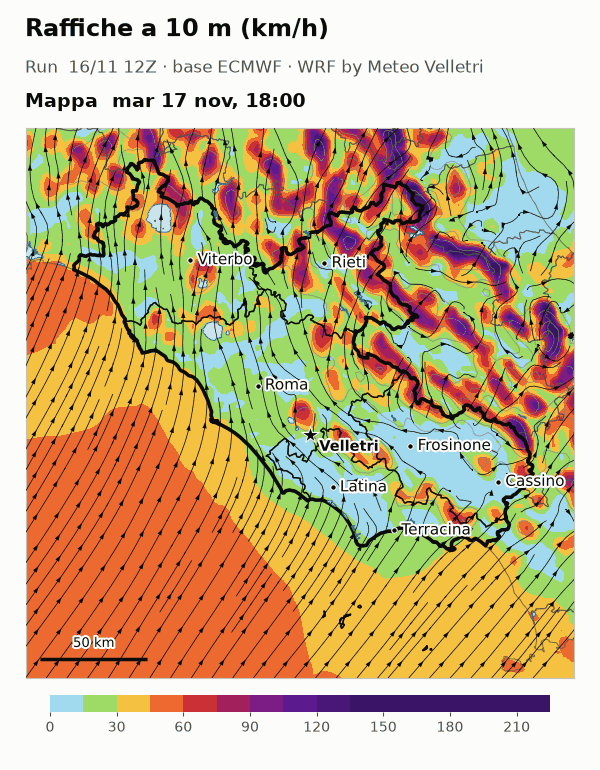 Raffiche a 10 m (km/h)
Run  16/11 12Z · base ECMWF · WRF by Meteo Velletri
Mappa  mar 17 nov, 18:00
Viterbo
Rieti
Roma
Velletri
Frosinone
Cassino
Latina
Terracina
50 km
0 30 60 90 120 150 180 210